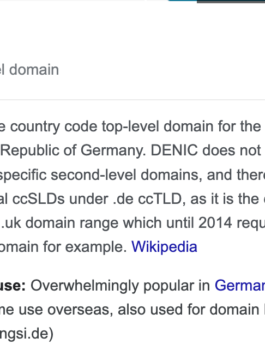 el domain
e country code top-level domain for the
Republic of Germany. DENIC does not
specific second-level domains, and ther
al ccSLDs under .de ccTLD, as it is the
.uk domain range which until 2014 requ
omain for example. Wikipedia
use: Overwhelmingly popular in German
me use overseas, also used for domain
ngsi.de)